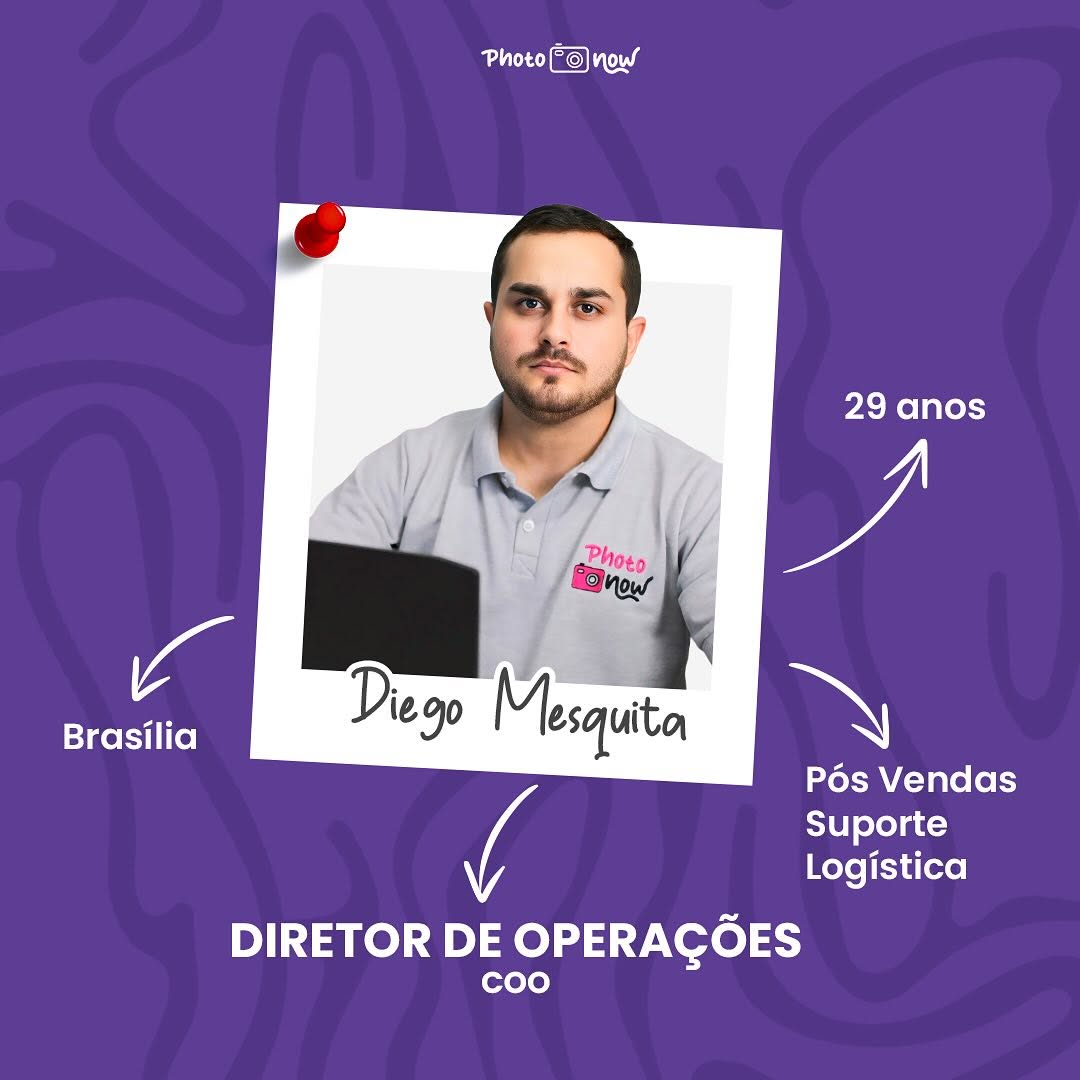 Photo now
29 anos
Photo
now
Diego Mesquita
Brasília
Pós Vendas
Suporte
Logística
DIRETOR DE OPERAÇÕES
COO